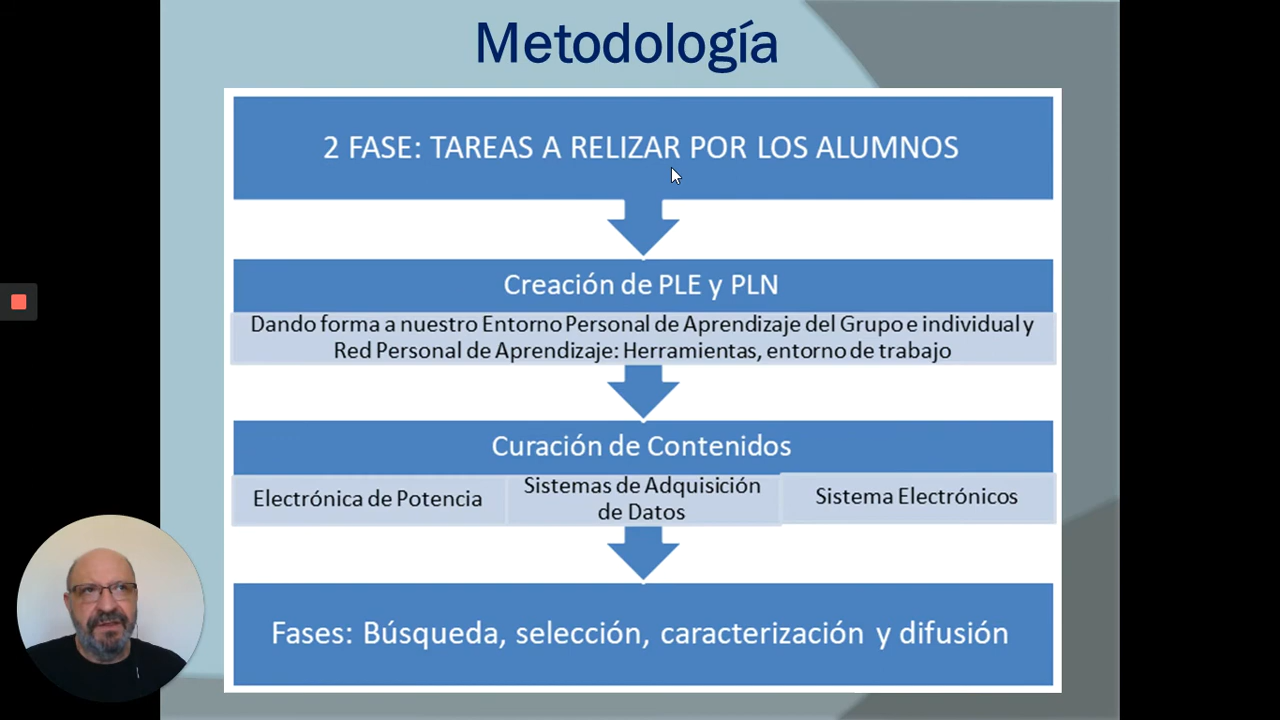 Metodología
2 FASE: TAREAS A RELIZAR POR LOS ALUMNOS
Creación de PLE y PLN
Dando forma a nuestro Entorno Personal de Aprendizaje del Grupo e individual y
Red Personal de Aprendizaje: Herramientas, entorno de trabajo
Curación de Contenidos
Electrónica de Potencia
Sistemas de Adquisición
de Datos
Sistema Electrónicos
Fases: Búsqueda, selección, caracterización y difusión